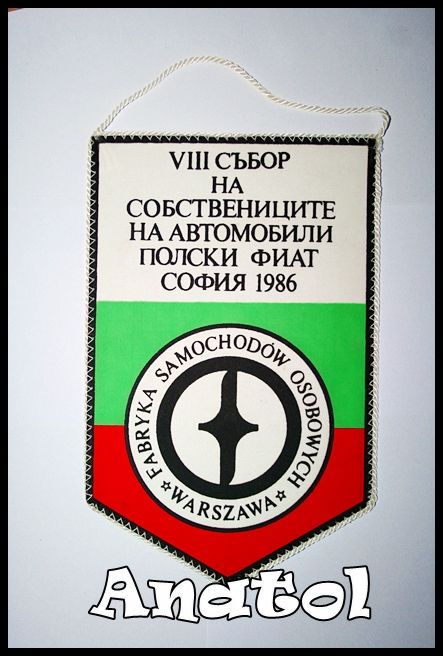 VIII СЪБОР
НА
СОБСТВЕНИЦИТЕ
НА АВТОМОБИЛИ
ПОЛСКИ ФИАТ
СОФИЯ 1986
FABRYKA SAMOCHODÓW OSOBOWYCH
☆WARSZAWA☆
Anatol